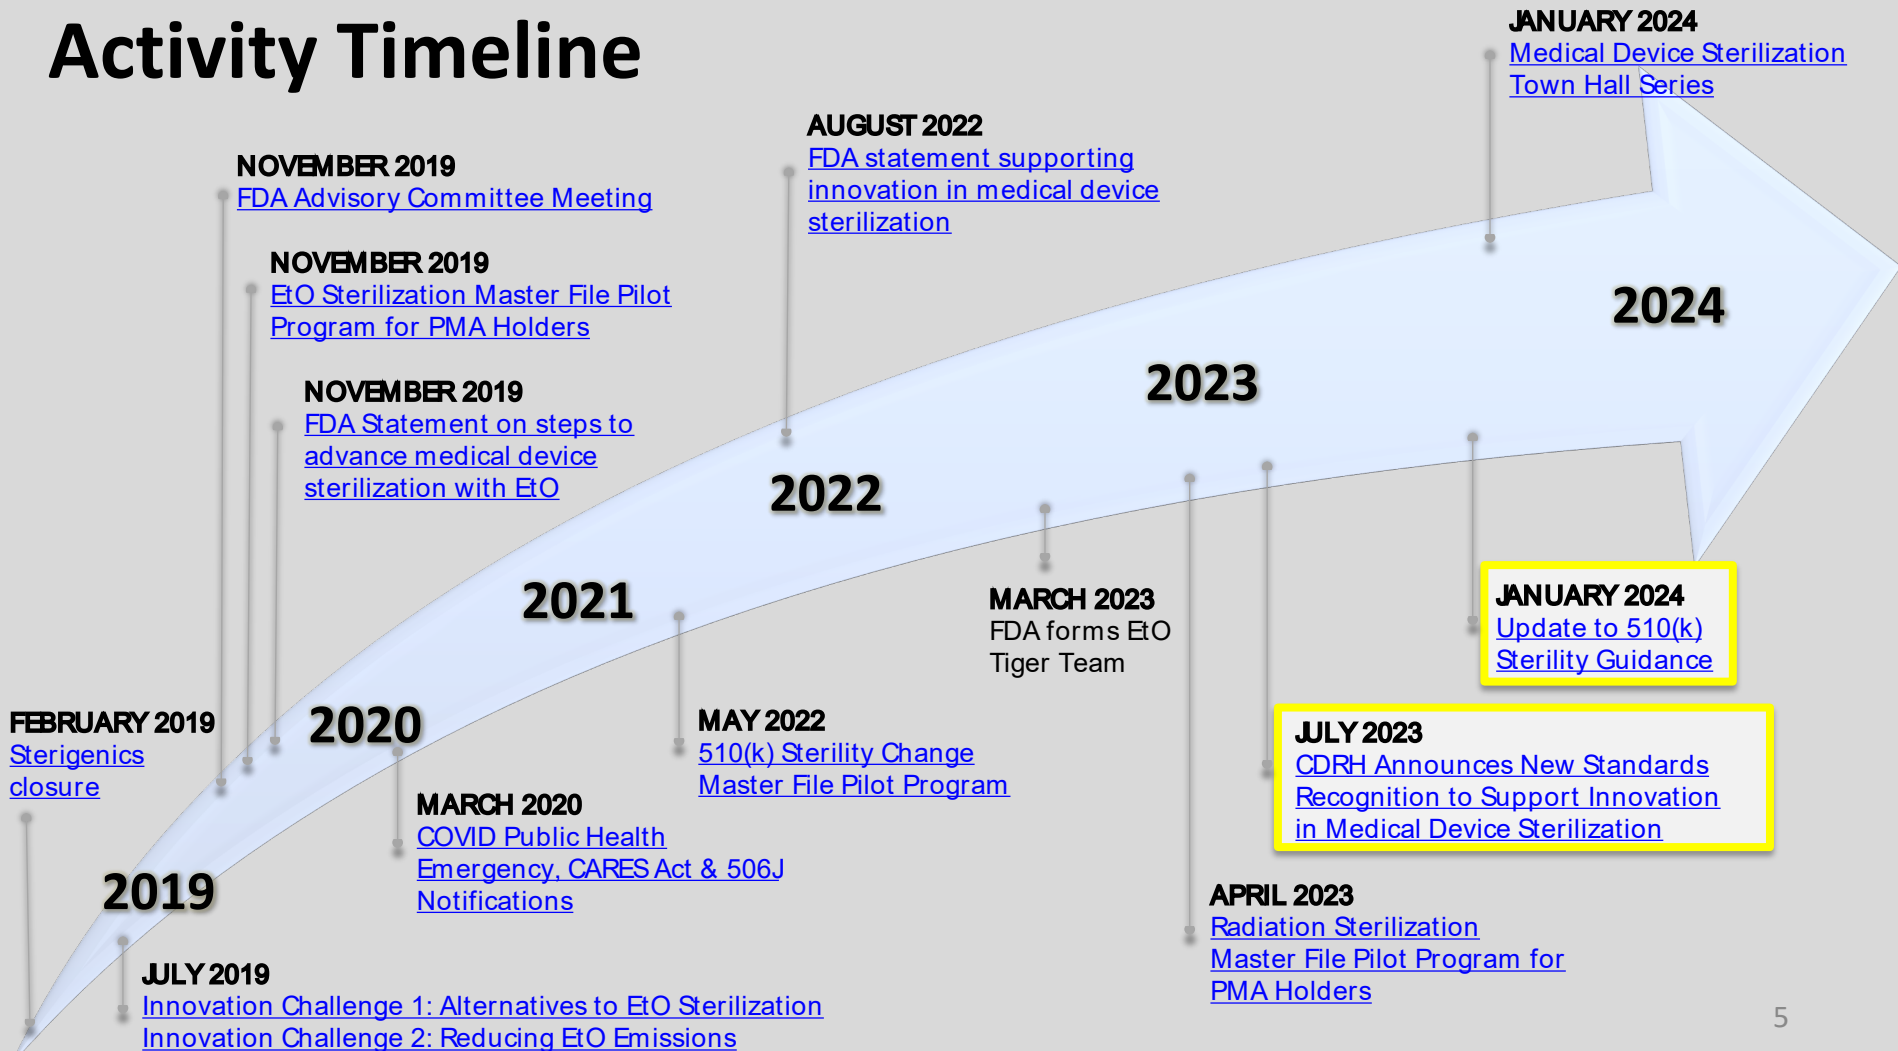 Activity Timeline
JANUARY 2024
Medical Device Sterilization
Town Hall Series
AUGUST 2022
FDA statement supporting
innovation in medical device
sterilization
NOVEMBER 2019
FDA Advisory Committee Meeting
NOVEMBER 2019
EtO Sterilization Master File Pilot
Program for PMA Holders
NOVEMBER 2019
FDA Statement on steps to
advance medical device
sterilization with EtO
2024
2023
2022
2021
2020
2019
FEBRUARY 2019
Sterigenics
closure
MARCH 2023
FDA forms EtO
Tiger Team
JANUARY 2024
Update to 510(k)
Sterility Guidance
MAY 2022
510(k) Sterility Change
Master File Pilot Program
JULY 2023
CDRH Announces New Standards
Recognition to Support Innovation
in Medical Device Sterilization
MARCH 2020
COVID Public Health
Emergency, CARES Act & 506J
Notifications
APRIL 2023
Radiation Sterilization
Master File Pilot Program for
PMA Holders
JULY 2019
Innovation Challenge 1: Alternatives to EtO Sterilization
Innovation Challenge 2: Reducing EtO Emissions
5